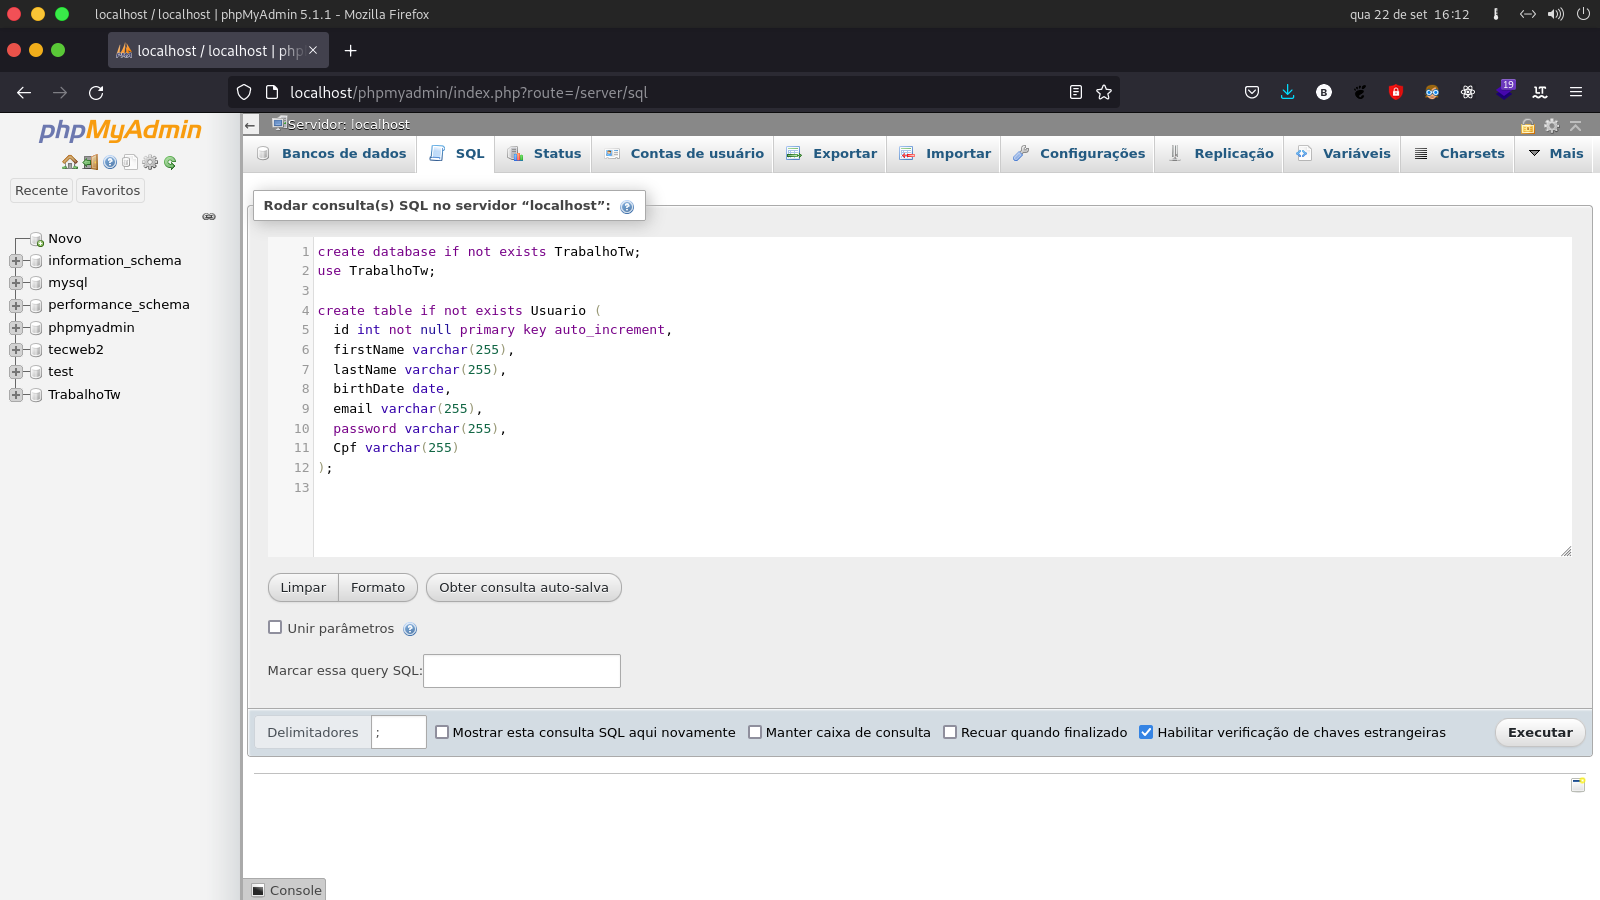 localhost / localhost | phpMyAdmin 5.1.1 - Mozilla Firefox
qua 22 de set 16:12
localhost / localhost | php
localhost/phpmyadmin/index.php?route=/server/sql
19
phpMyAdmin
Servidor: localhost
Bancos de dados
SQL
Status
Contas de usuário
Exportar
Importar
Configurações
Replicação
Variáveis
Charsets
Mais
Recente
Favoritos
Novo
information_schema
mysql
performance_schema
phpmyadmin
tecweb2
test
TrabalhoTw
Rodar consulta(s) SQL no servidor “localhost”:
1 create database if not exists TrabalhoTw;
2 use TrabalhoTw;
3
4 create table if not exists Usuario (
5   id int not null primary key auto_increment,
6   firstName varchar(255),
7   lastName varchar(255),
8   birthDate date,
9   email varchar(255),
10   password varchar(255),
11   Cpf varchar(255)
12 );
13
Limpar
Formato
Obter consulta auto-salva
Unir parâmetros
Marcar essa query SQL:
Delimitadores
;
Mostrar esta consulta SQL aqui novamente
Manter caixa de consulta
Recuar quando finalizado
Habilitar verificação de chaves estrangeiras
Executar
Console